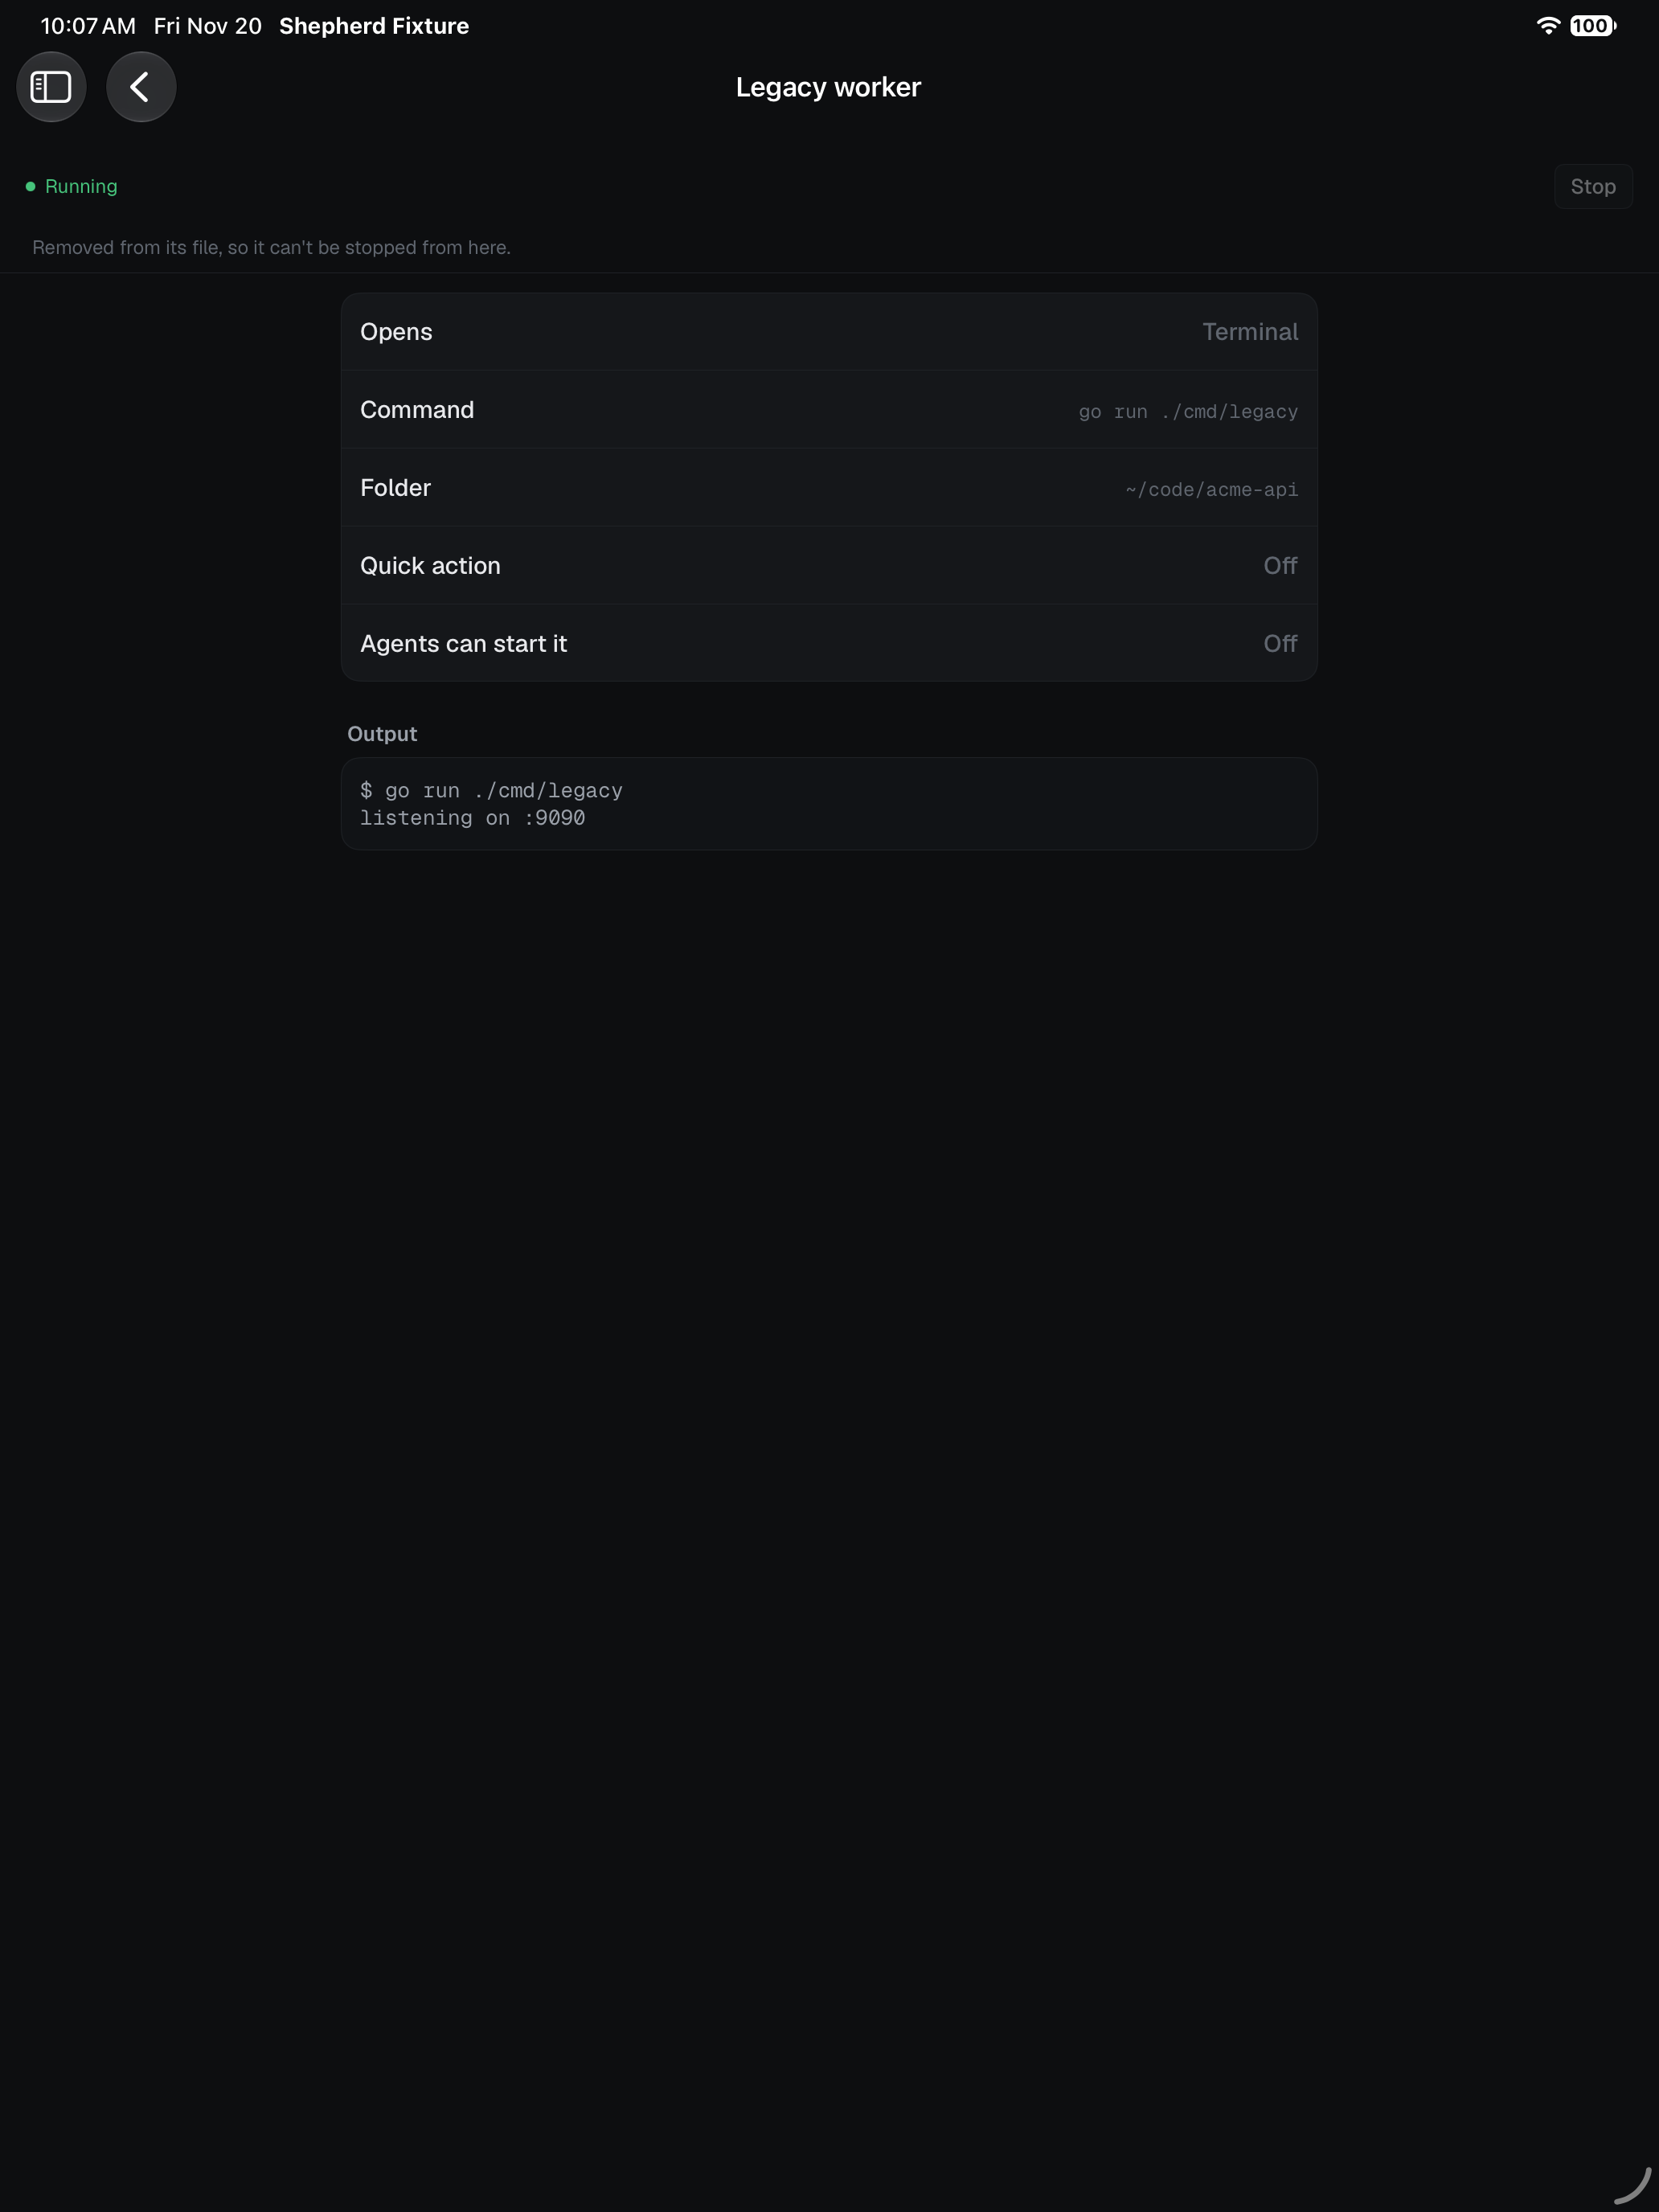 10:07 AM Fri Nov 20 Shepherd Fixture 100
Legacy worker
Running Stop
Removed from its file, so it can't be stopped from here.
Opens Terminal
Command go run ./cmd/legacy
Folder ~/code/acme-api
Quick action Off
Agents can start it Off
Output
$ go run ./cmd/legacy
listening on :9090